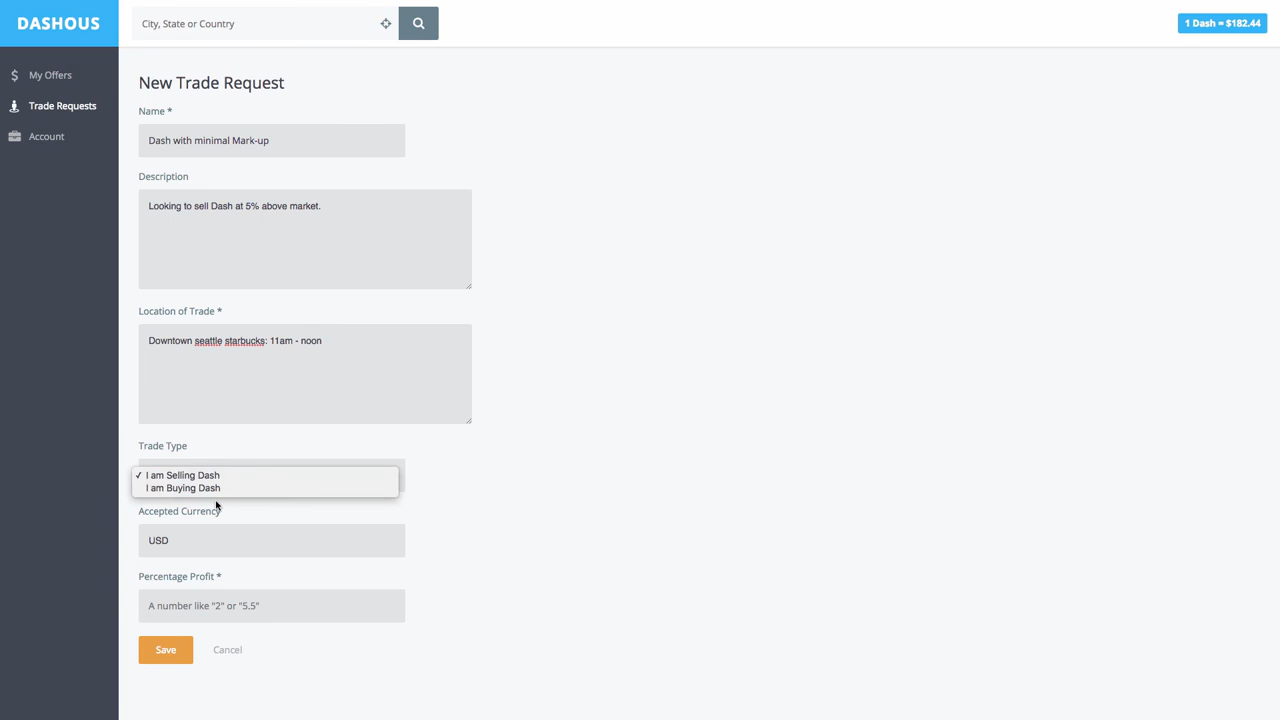 DASHOUS
City, State or Country
1 Dash = $182.44
My Offers
Trade Requests
Account
New Trade Request
Name *
Dash with minimal Mark-up
Description
Looking to sell Dash at 5% above market.
Location of Trade *
Downtown seattle starbucks: 11am - noon
Trade Type
✓ I am Selling Dash
I am Buying Dash
Accepted Currency
USD
Percentage Profit *
A number like "2" or "5.5"
Save
Cancel